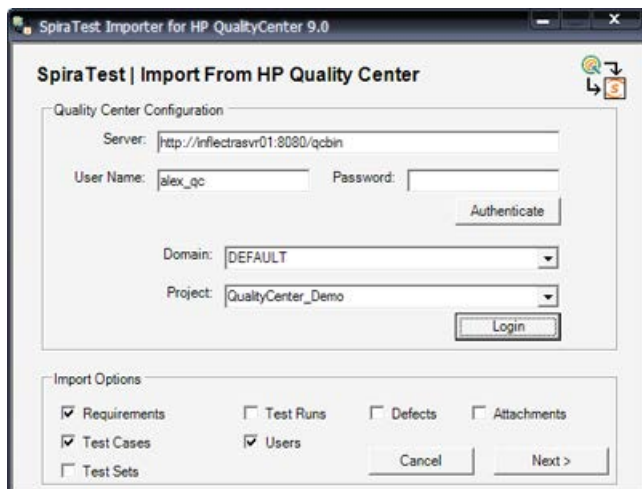 SpiraTest Importer for HP QualityCenter 9.0
SpiraTest | Import From HP Quality Center
Quality Center Configuration
Server: http://inflectrasvr01:8080/qcbin
User Name: alex_qc Password:
Authenticate
Domain: DEFAULT
Project: QualityCenter_Demo
Login
Import Options
Requirements Test Runs Defects Attachments
Test Cases Users
Test Sets Cancel Next >